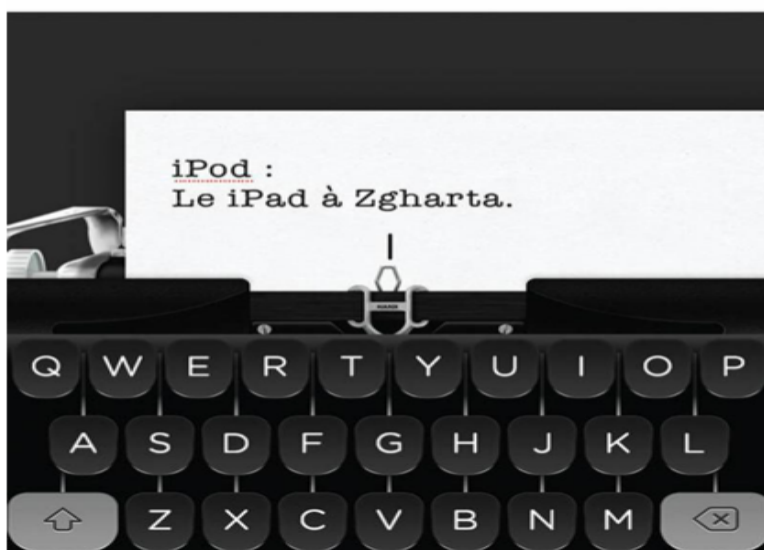 iPod :
Le iPad à Zgharta.
Q W E R T Y U I O P
A S D F G H J K L
Z X C V B N M